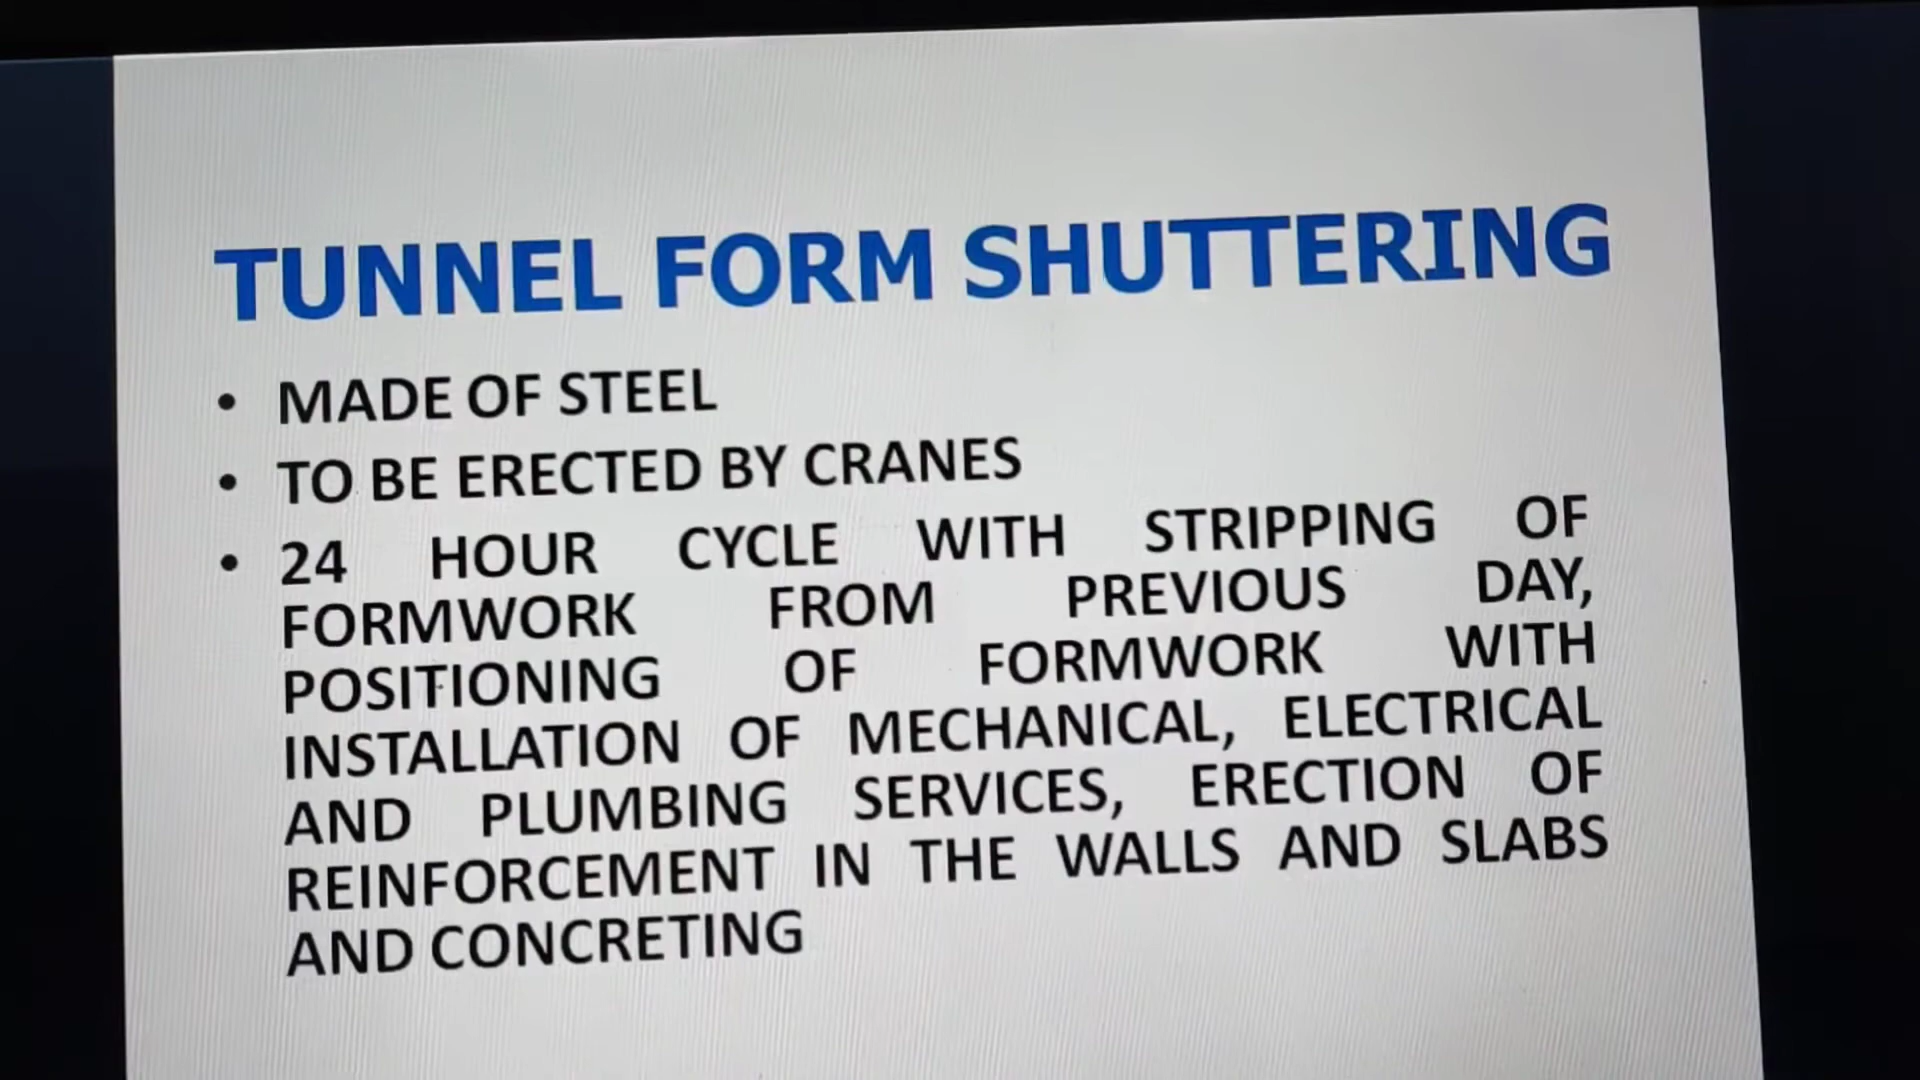 TUNNEL FORM SHUTTERING
• MADE OF STEEL
• TO BE ERECTED BY CRANES
• 24 HOUR CYCLE WITH STRIPPING OF
FORMWORK FROM PREVIOUS DAY,
POSITIONING OF FORMWORK WITH
INSTALLATION OF MECHANICAL, ELECTRICAL
AND PLUMBING SERVICES, ERECTION OF
REINFORCEMENT IN THE WALLS AND SLABS
AND CONCRETING